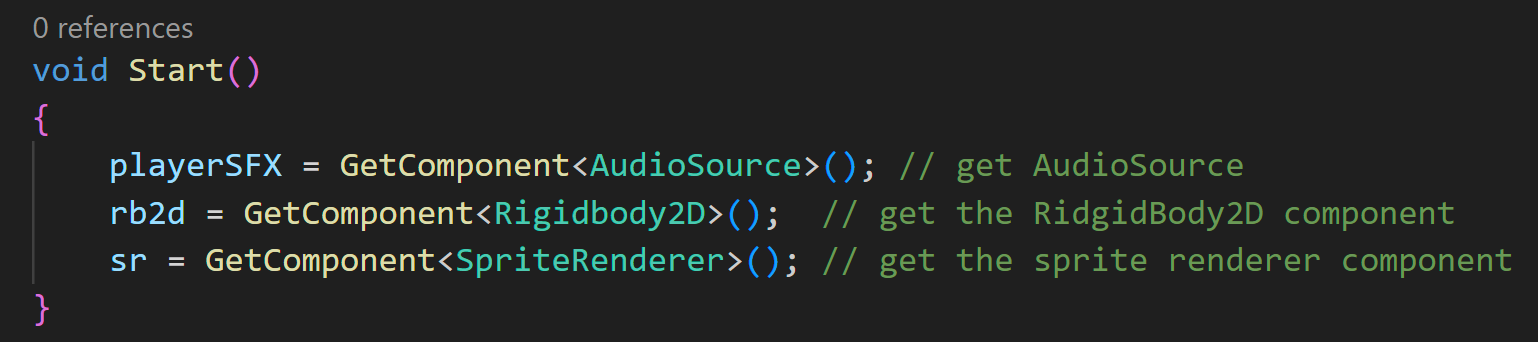 0 references
void Start()
{
    playerSFX = GetComponent<AudioSource>(); // get AudioSource
    rb2d = GetComponent<Rigidbody2D>();  // get the RidgidBody2D component
    sr = GetComponent<SpriteRenderer>(); // get the sprite renderer component
}